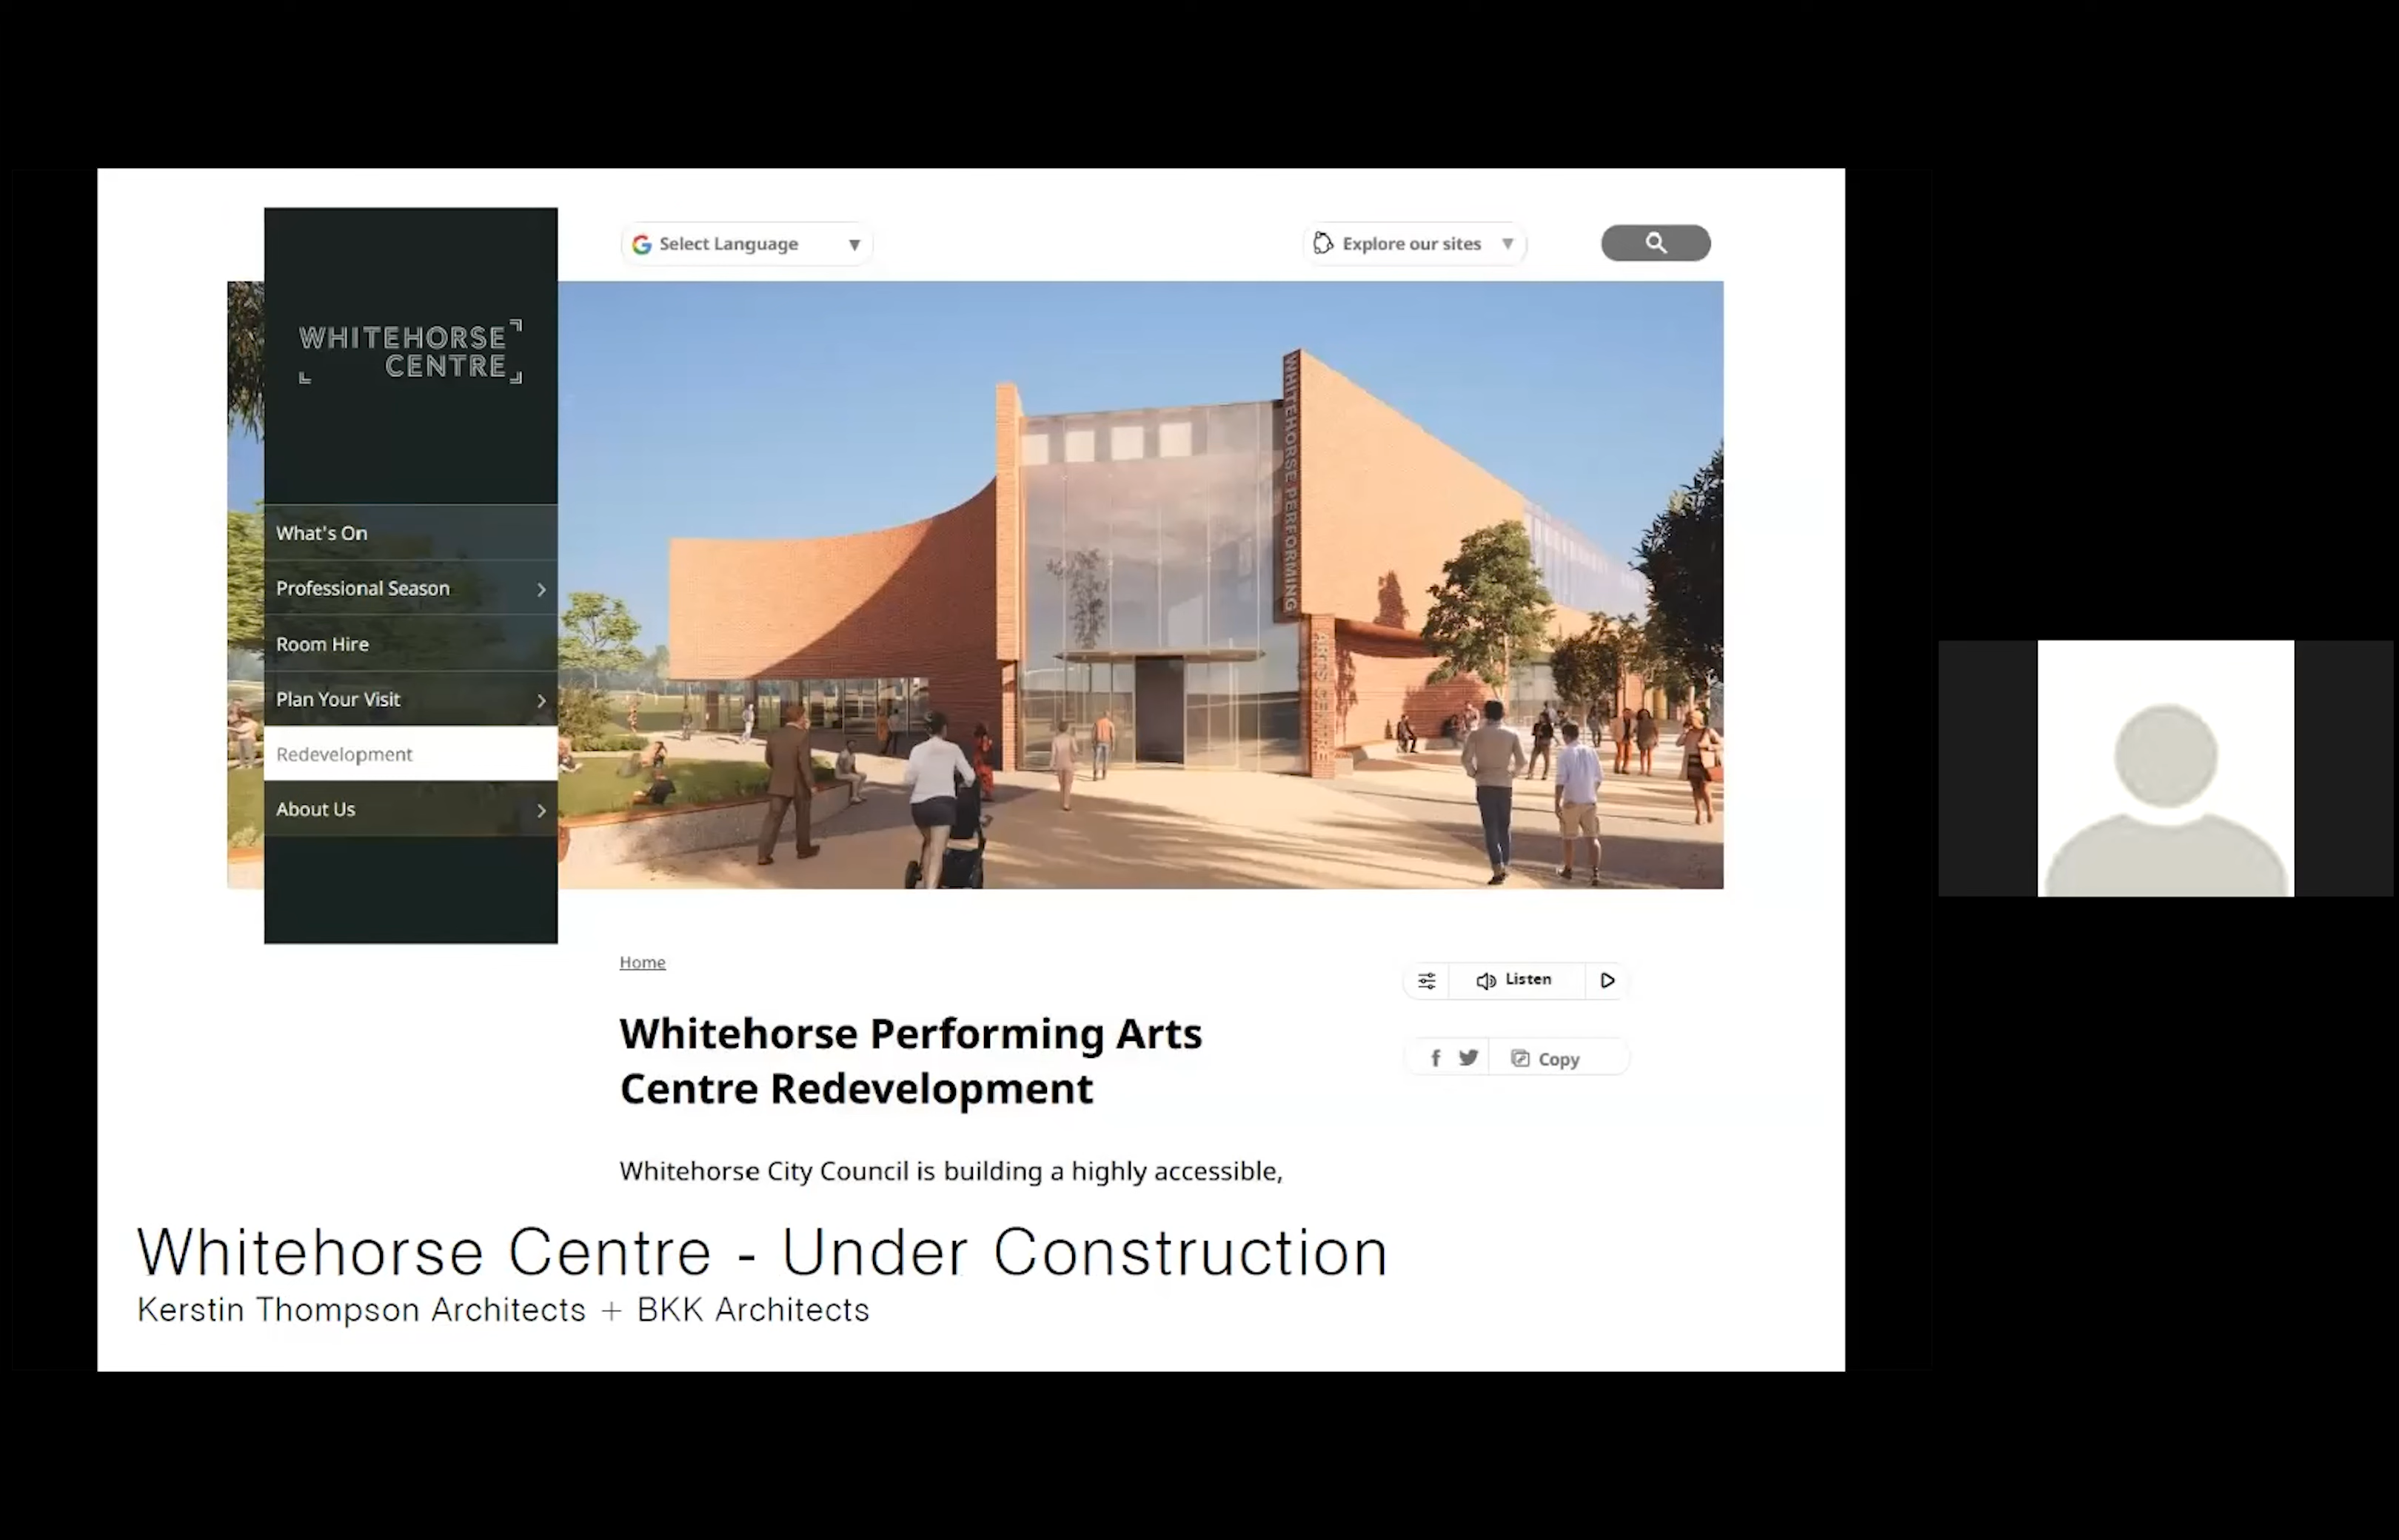 Select Language
Explore our sites
WHITEHORSE
CENTRE
What's On
Professional Season
Room Hire
Plan Your Visit
Redevelopment
About Us
WHITEHORSE PERFORMING
ARTS CENTRE
Home
Listen
Whitehorse Performing Arts
Centre Redevelopment
Copy
Whitehorse City Council is building a highly accessible,
Whitehorse Centre - Under Construction
Kerstin Thompson Architects + BKK Architects